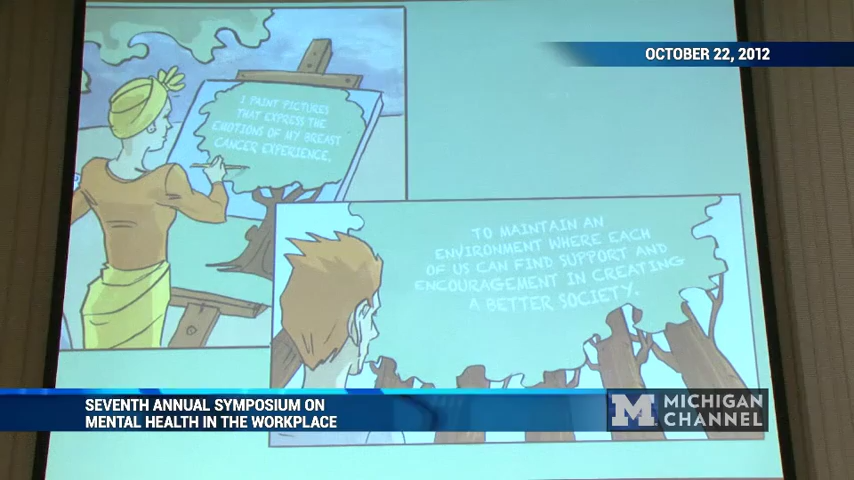 OCTOBER 22, 2012
I PAINT PICTURES
THAT EXPRESS THE
EMOTIONS OF MY BREAST
CANCER EXPERIENCE.
TO MAINTAIN AN
ENVIRONMENT WHERE EACH
OF US CAN FIND SUPPORT AND
ENCOURAGEMENT IN CREATING
A BETTER SOCIETY.
SEVENTH ANNUAL SYMPOSIUM ON
MENTAL HEALTH IN THE WORKPLACE
M MICHIGAN
CHANNEL